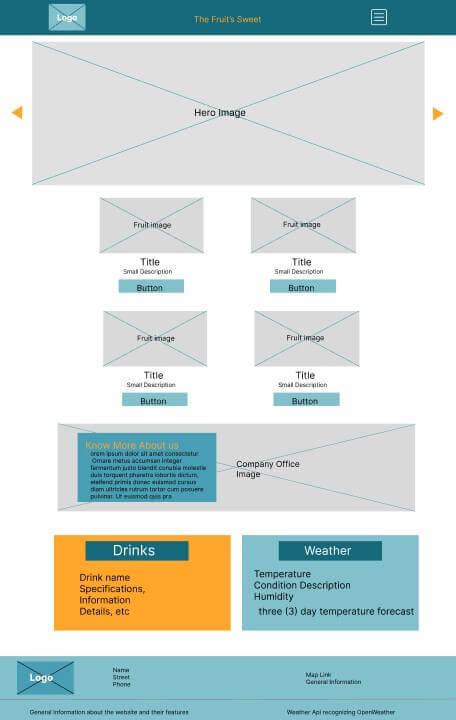 Logo
The Fruit's Sweet
Hero Image
Fruit image
Fruit image
Title
Title
Small Description
Small Description
Button
Button
Fruit image
Fruit image
Title
Title
Small Description
Small Description
Button
Button
Know More About us
orem ipsum dolor sit amet consectetur
Ornare metus accumsan integer
fermentum justo blandit conubia molestie
duis torquent pharetra lobortis dictum,
eleifend primis donec euismod cursus
diam ultricies rutrum tortor cum posuere
pulvinar. Ut euismod quis pra
Company Office
Image
Drinks
Drink name
Specifications,
Information
Details, etc
Weather
Temperature
Condition Description
Humidity
three (3) day temperature forecast
Logo
Name
Street
Phone
Map Link
General Information
General Information about the website and their features
Weather Api recognizing OpenWeather